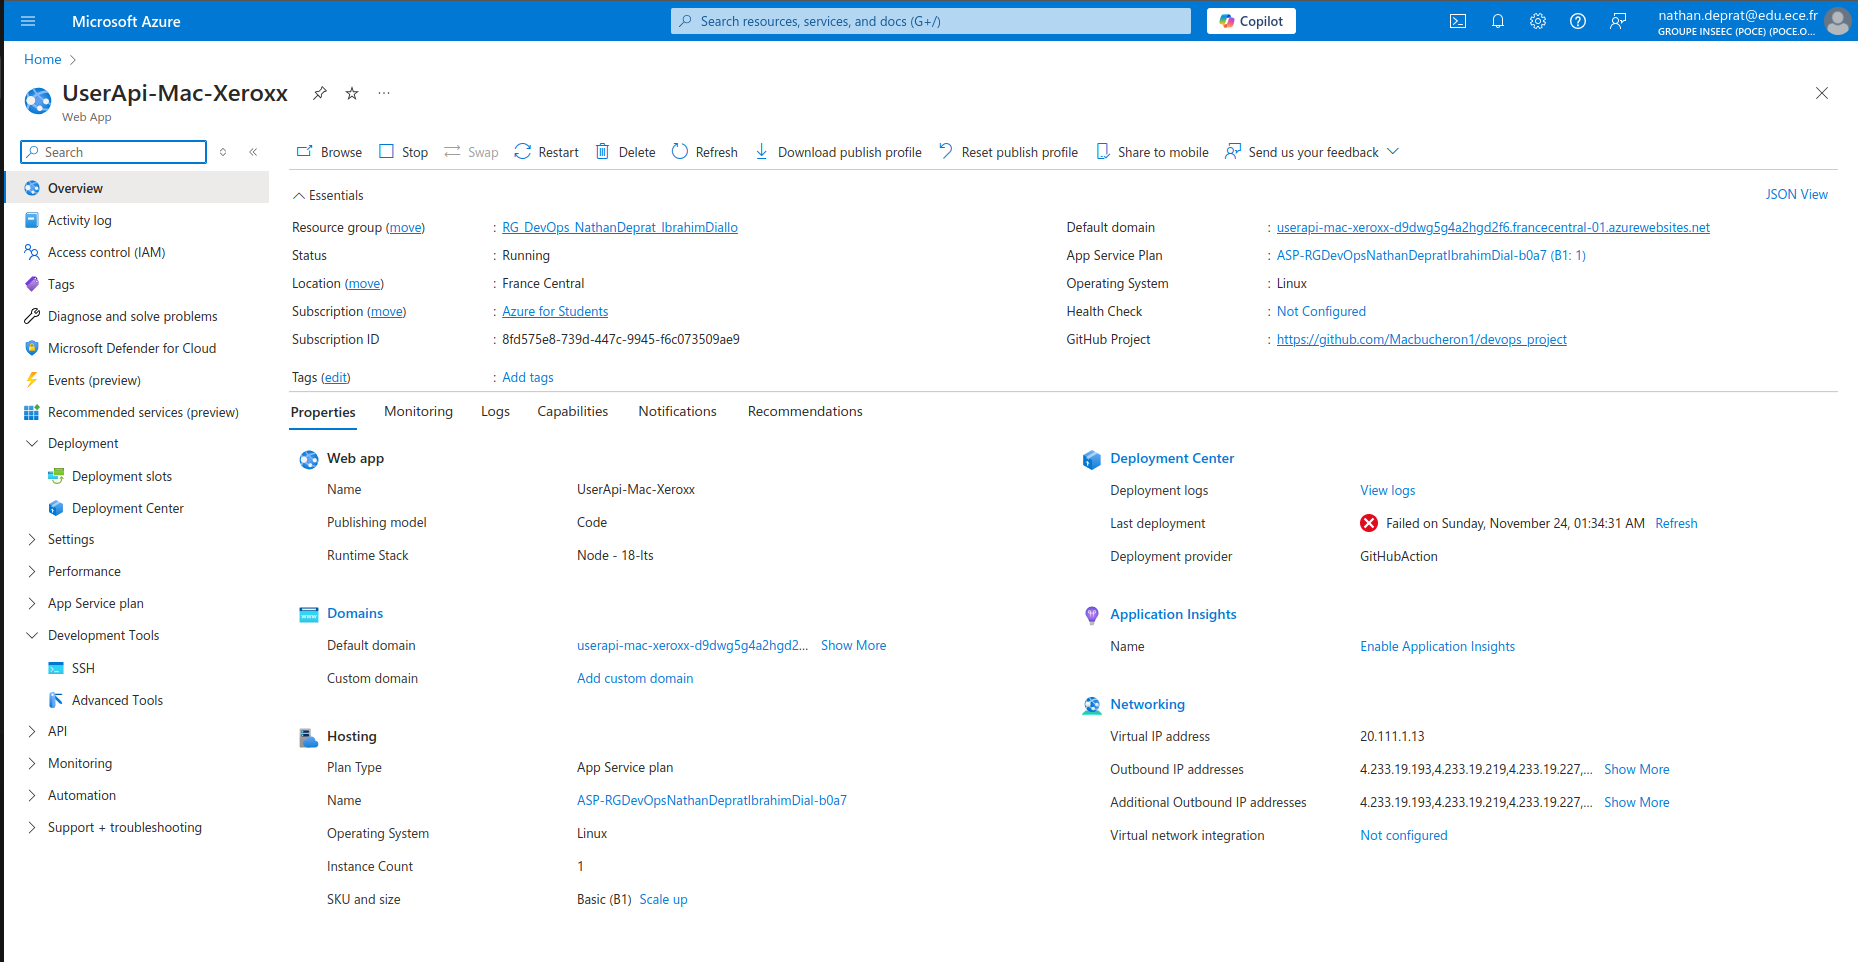 Microsoft Azure
Search resources, services, and docs (G+/)
Copilot
nathan.deprat@edu.ece.fr
GROUPE INSEEC (POCE) (POCE.O...
Home
UserApi-Mac-Xeroxx
Web App
Search
Browse
Stop
Swap
Restart
Delete
Refresh
Download publish profile
Reset publish profile
Share to mobile
Send us your feedback
Overview
Activity log
Access control (IAM)
Tags
Diagnose and solve problems
Microsoft Defender for Cloud
Events (preview)
Recommended services (preview)
Deployment
Deployment slots
Deployment Center
Settings
Performance
App Service plan
Development Tools
SSH
Advanced Tools
API
Monitoring
Automation
Support + troubleshooting
Essentials
JSON View
Resource group (move) : RG_DevOps_NathanDeprat_IbrahimDiallo
Status : Running
Location (move) : France Central
Subscription (move) : Azure for Students
Subscription ID : 8fd575e8-739d-447c-9945-f6c073509ae9
Tags (edit) : Add tags
Default domain : userapi-mac-xeroxx-d9dwg5g4a2hgd2f6.francecentral-01.azurewebsites.net
App Service Plan : ASP-RGDevOpsNathanDepratIbrahimDial-b0a7 (B1: 1)
Operating System : Linux
Health Check : Not Configured
GitHub Project : https://github.com/Macbucheron1/devops_project
Properties
Monitoring
Logs
Capabilities
Notifications
Recommendations
Web app
Name UserApi-Mac-Xeroxx
Publishing model Code
Runtime Stack Node - 18-lts
Domains
Default domain userapi-mac-xeroxx-d9dwg5g4a2hgd2... Show More
Custom domain Add custom domain
Hosting
Plan Type App Service plan
Name ASP-RGDevOpsNathanDepratIbrahimDial-b0a7
Operating System Linux
Instance Count 1
SKU and size Basic (B1) Scale up
Deployment Center
Deployment logs View logs
Last deployment Failed on Sunday, November 24, 01:34:31 AM Refresh
Deployment provider GitHubAction
Application Insights
Name Enable Application Insights
Networking
Virtual IP address 20.111.1.13
Outbound IP addresses 4.233.19.193,4.233.19.219,4.233.19.227,... Show More
Additional Outbound IP addresses 4.233.19.193,4.233.19.219,4.233.19.227,... Show More
Virtual network integration Not configured